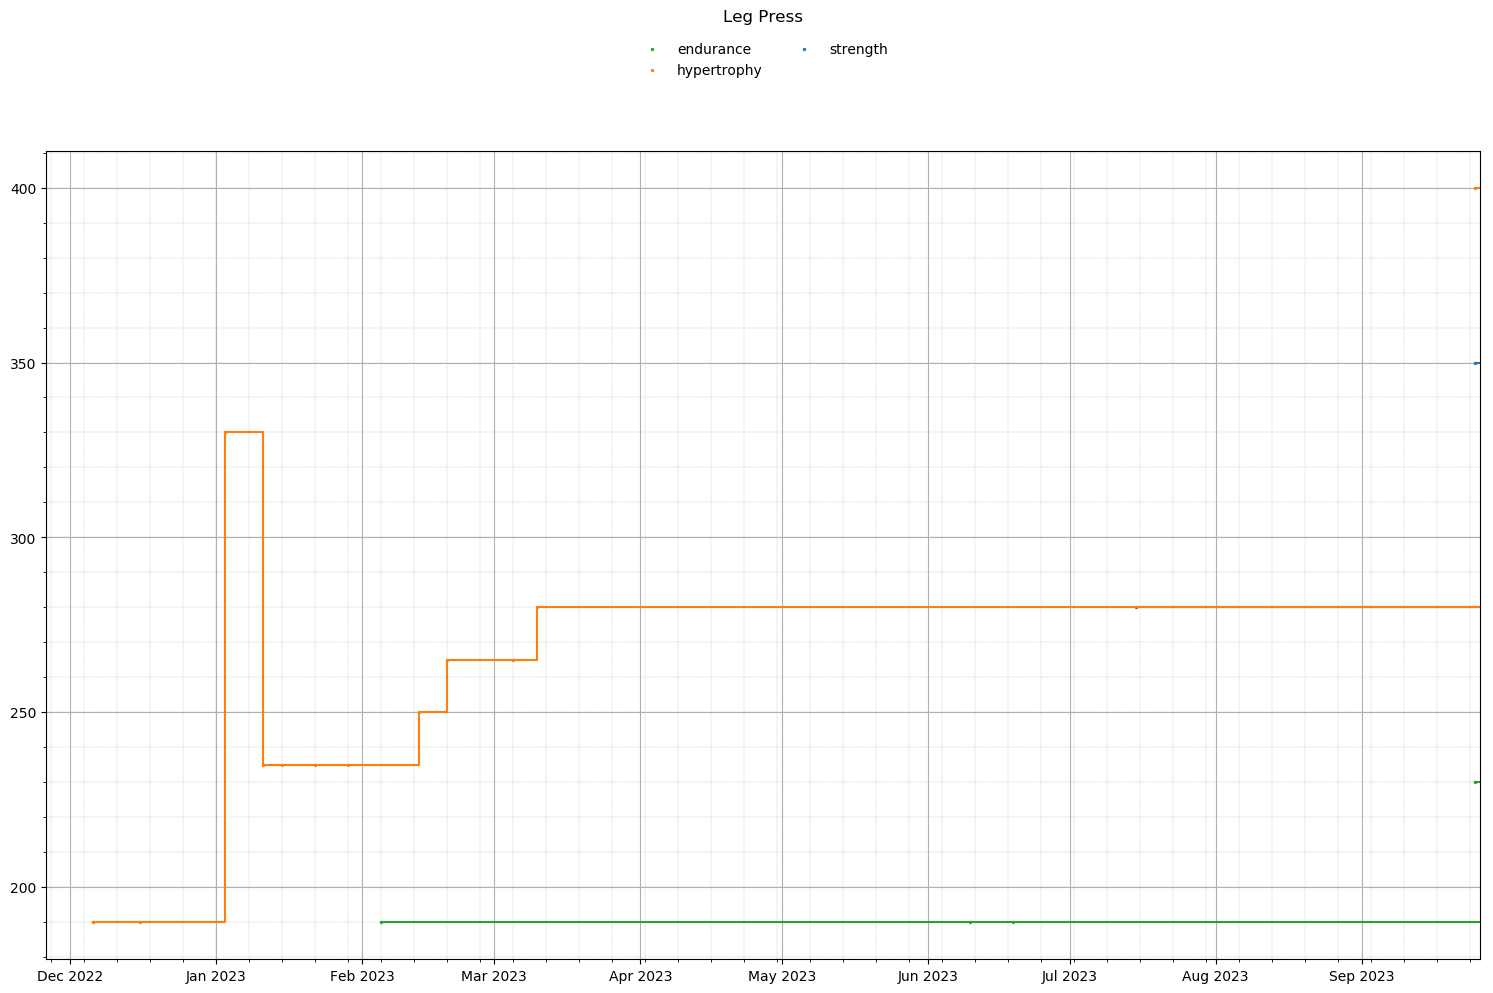 Leg Press
endurance
strength
hypertrophy
400
350
300
250
200
Dec 2022
Jan 2023
Feb 2023
Mar 2023
Apr 2023
May 2023
Jun 2023
Jul 2023
Aug 2023
Sep 2023